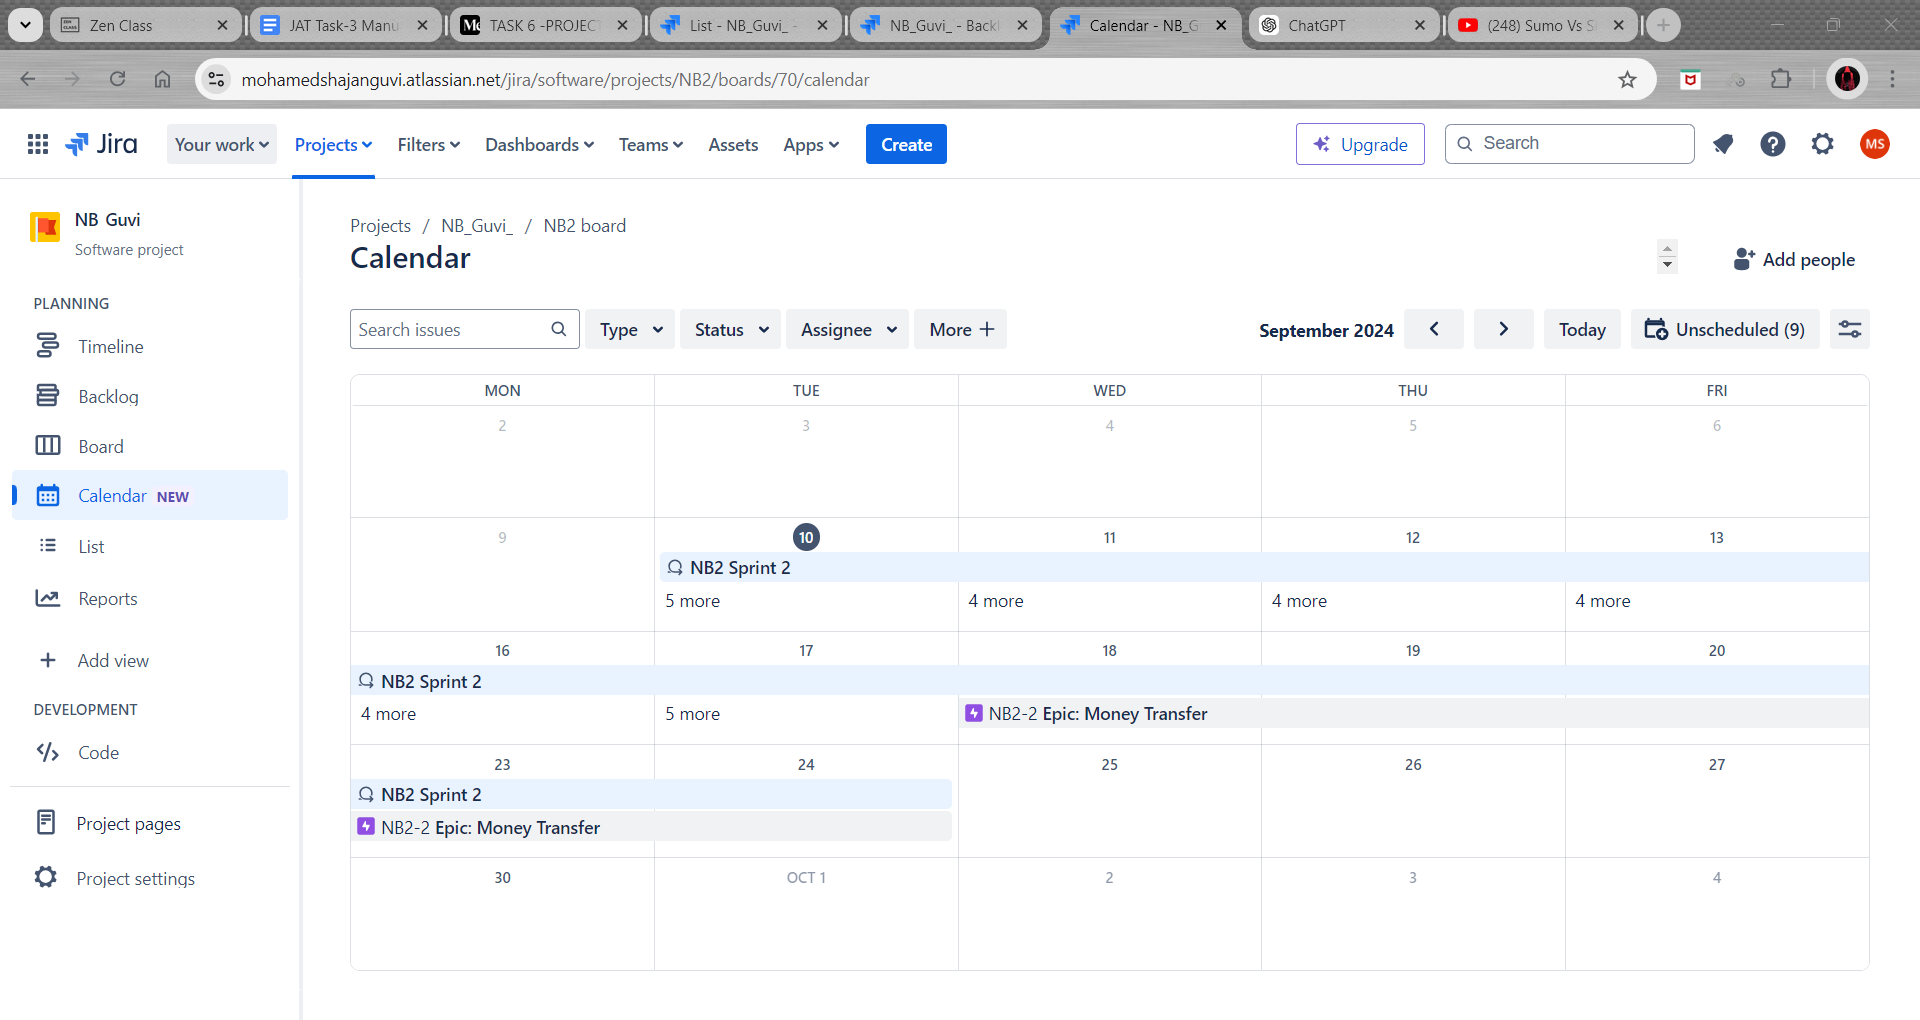 Zen Class
JAT Task-3 Manu
TASK 6 -PROJECT
List - NB_Guvi_ -
NB_Guvi_ - Backl
Calendar - NB_G
ChatGPT
(248) Sumo Vs S
mohamedshajanguvi.atlassian.net/jira/software/projects/NB2/boards/70/calendar
Jira
Your work
Projects
Filters
Dashboards
Teams
Assets
Apps
Create
Upgrade
Search
MS
NB Guvi
Software project
PLANNING
Timeline
Backlog
Board
Calendar NEW
List
Reports
Add view
DEVELOPMENT
Code
Project pages
Project settings
Projects / NB_Guvi_ / NB2 board
Calendar
Add people
Search issues
Type
Status
Assignee
More
September 2024
Today
Unscheduled (9)
MON TUE WED THU FRI
2 3 4 5 6
9 10 11 12 13
NB2 Sprint 2
5 more 4 more 4 more 4 more
16 17 18 19 20
NB2 Sprint 2
4 more 5 more NB2-2 Epic: Money Transfer
23 24 25 26 27
NB2 Sprint 2
NB2-2 Epic: Money Transfer
30 OCT 1 2 3 4